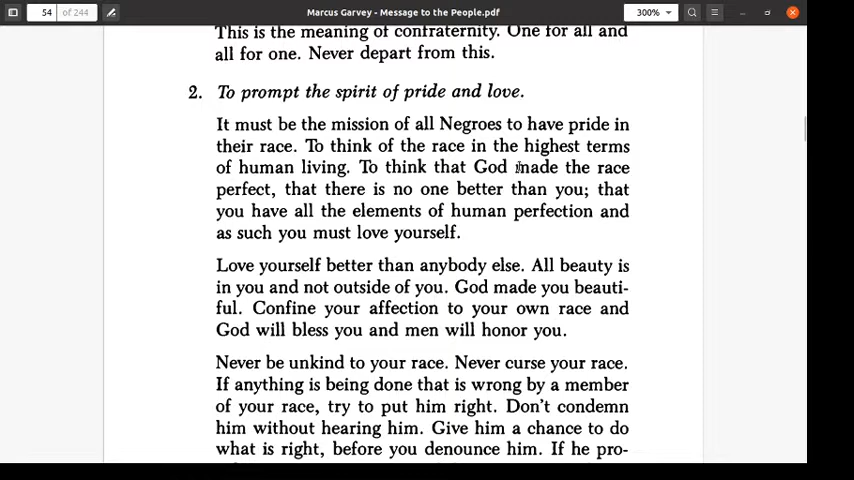 54 of 244
Marcus Garvey - Message to the People.pdf
300%
This is the meaning of confraternity. One for all and
all for one. Never depart from this.
2. To prompt the spirit of pride and love.
It must be the mission of all Negroes to have pride in
their race. To think of the race in the highest terms
of human living. To think that God made the race
perfect, that there is no one better than you; that
you have all the elements of human perfection and
as such you must love yourself.
Love yourself better than anybody else. All beauty is
in you and not outside of you. God made you beauti-
ful. Confine your affection to your own race and
God will bless you and men will honor you.
Never be unkind to your race. Never curse your race.
If anything is being done that is wrong by a member
of your race, try to put him right. Don't condemn
him without hearing him. Give him a chance to do
what is right, before you denounce him. If he pro-